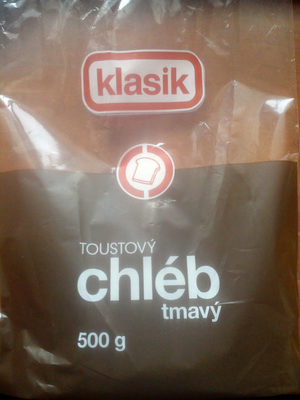 klasik
TOUSTOVÝ
chléb
tmavý
500 g